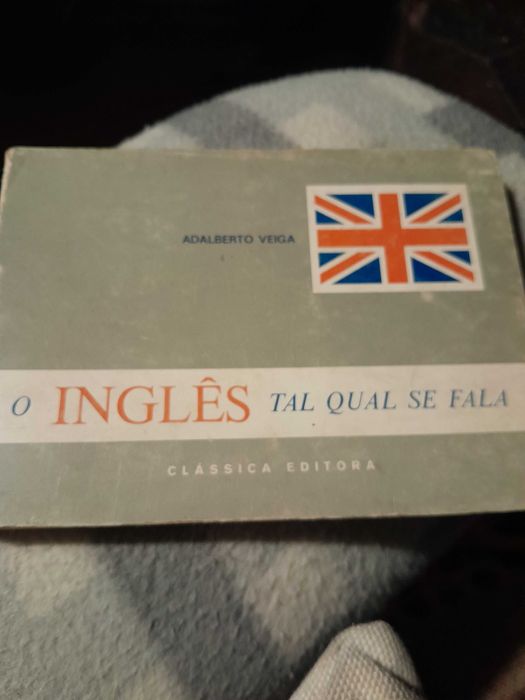 ADALBERTO VEIGA
O INGLÊS TAL QUAL SE FALA
CLÁSSICA EDITORA